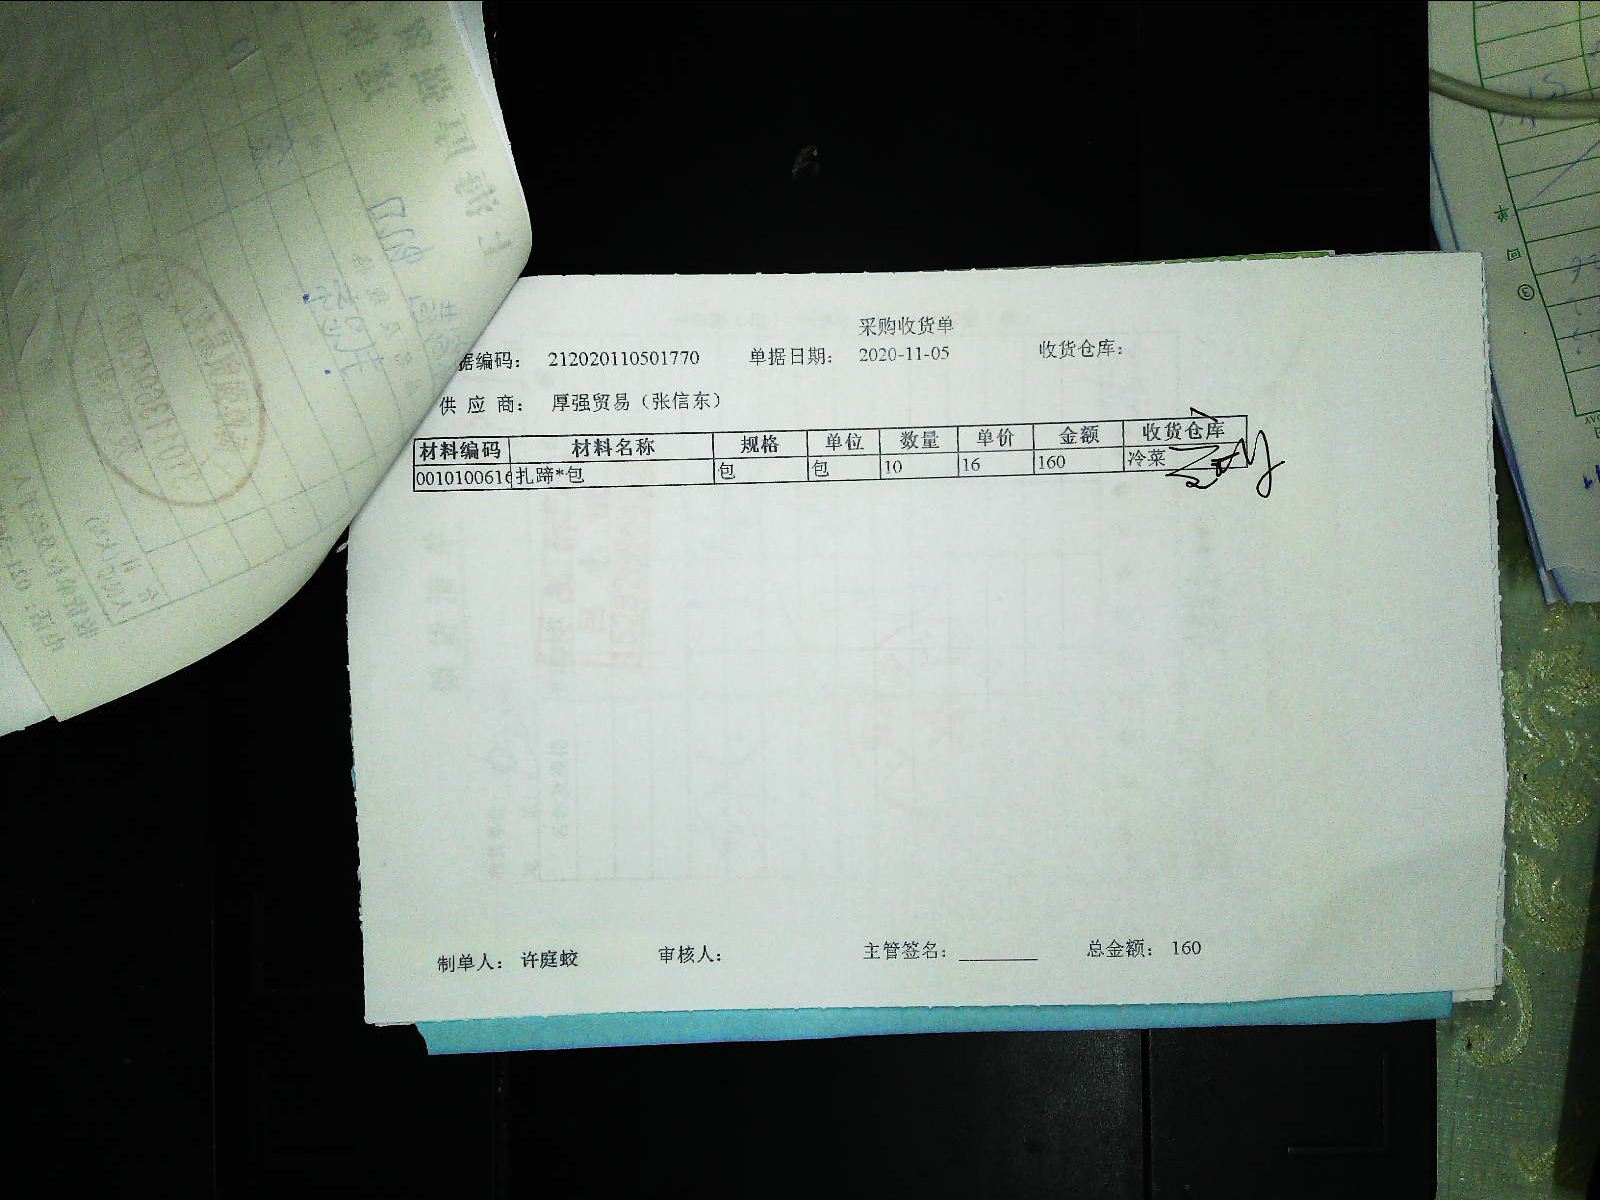 采购收货单
据编码： 212020110501770 单据日期： 2020-11-05 收货仓库：
供 应 商： 厚强贸易（张信东）
材料编码 材料名称 规格 单位 数量 单价 金额 收货仓库
0010100616 扎蹄*包 包 包 10 16 160 冷菜
制单人： 许庭蛟 审核人： 主管签名：________ 总金额： 160